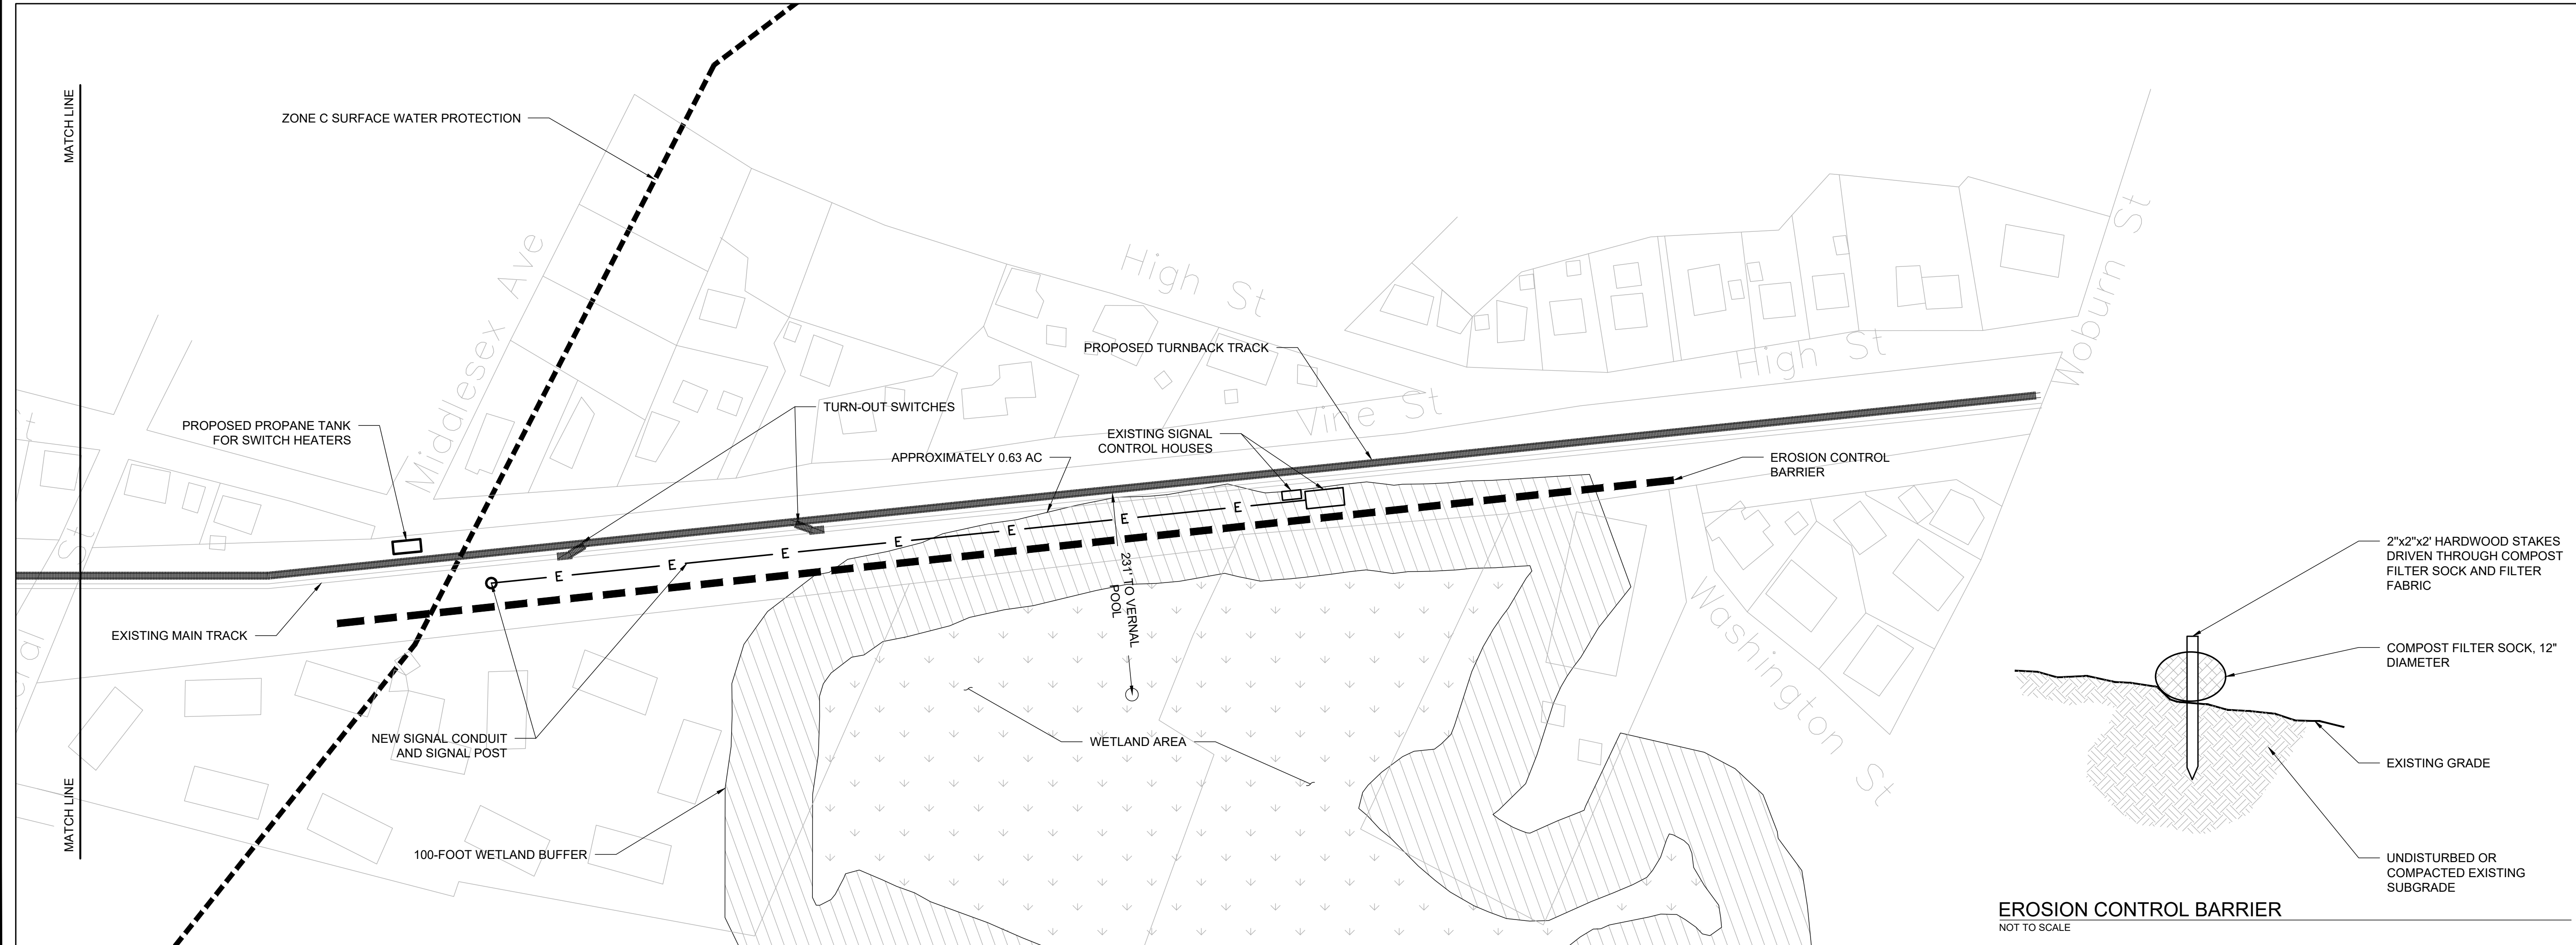 MATCH LINE
ZONE C SURFACE WATER PROTECTION
Middlesex Ave
High St
Woburn St
PROPOSED TURNBACK TRACK
High St
TURN-OUT SWITCHES
Vine St
PROPOSED PROPANE TANK
FOR SWITCH HEATERS
EXISTING SIGNAL
CONTROL HOUSES
APPROXIMATELY 0.63 AC
EROSION CONTROL
BARRIER
E
E
E
E
E
E
E
St
231' TO VERNAL
POOL
EXISTING MAIN TRACK
Washington St
NEW SIGNAL CONDUIT
AND SIGNAL POST
WETLAND AREA
MATCH LINE
100-FOOT WETLAND BUFFER
2"x2"x2' HARDWOOD STAKES
DRIVEN THROUGH COMPOST
FILTER SOCK AND FILTER
FABRIC
COMPOST FILTER SOCK, 12"
DIAMETER
EXISTING GRADE
UNDISTURBED OR
COMPACTED EXISTING
SUBGRADE
EROSION CONTROL BARRIER
NOT TO SCALE